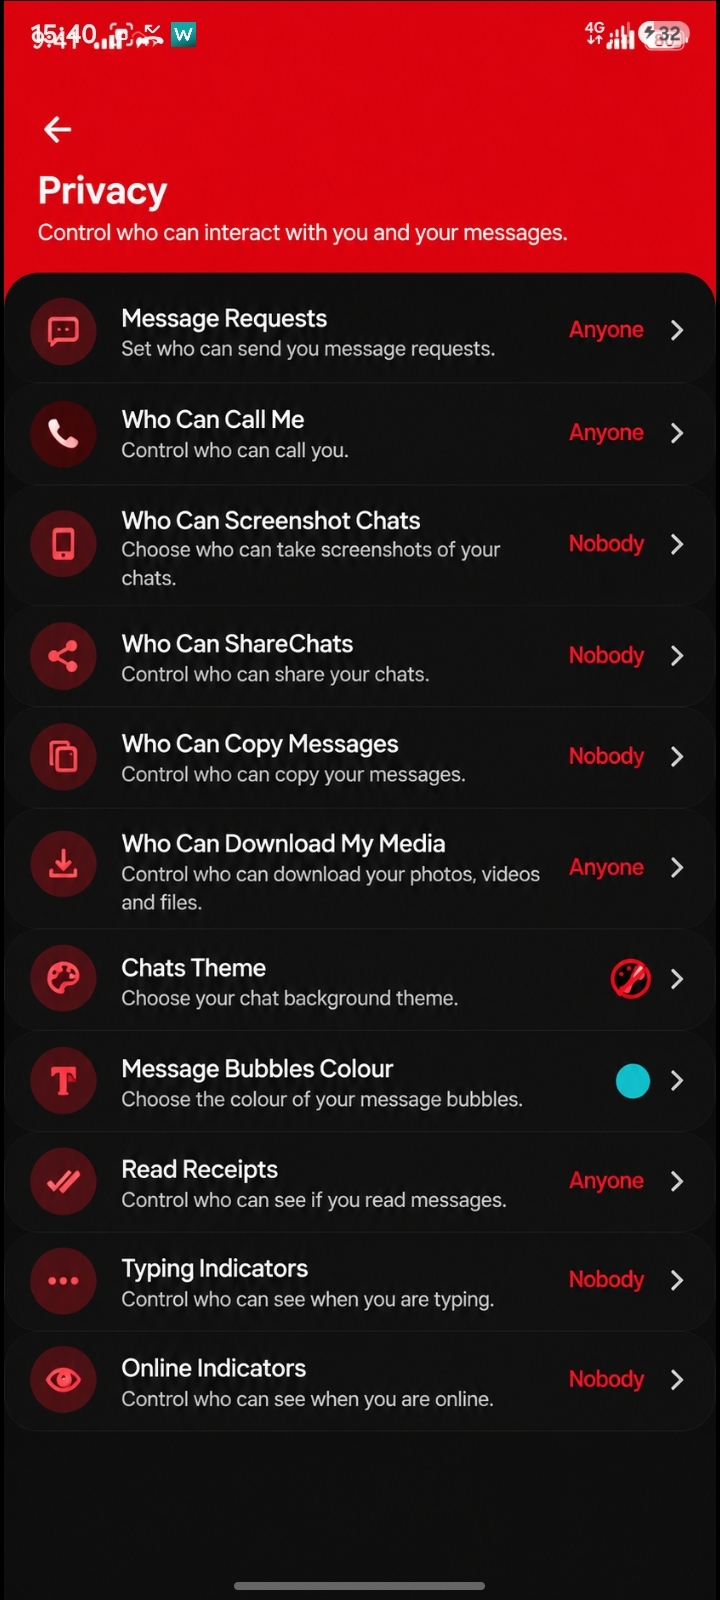 15:40
4G
32
Privacy
Control who can interact with you and your messages.
Message Requests
Set who can send you message requests.
Anyone
Who Can Call Me
Control who can call you.
Anyone
Who Can Screenshot Chats
Choose who can take screenshots of your
chats.
Nobody
Who Can ShareChats
Control who can share your chats.
Nobody
Who Can Copy Messages
Control who can copy your messages.
Nobody
Who Can Download My Media
Control who can download your photos, videos
and files.
Anyone
Chats Theme
Choose your chat background theme.
Message Bubbles Colour
Choose the colour of your message bubbles.
Read Receipts
Control who can see if you read messages.
Anyone
Typing Indicators
Control who can see when you are typing.
Nobody
Online Indicators
Control who can see when you are online.
Nobody